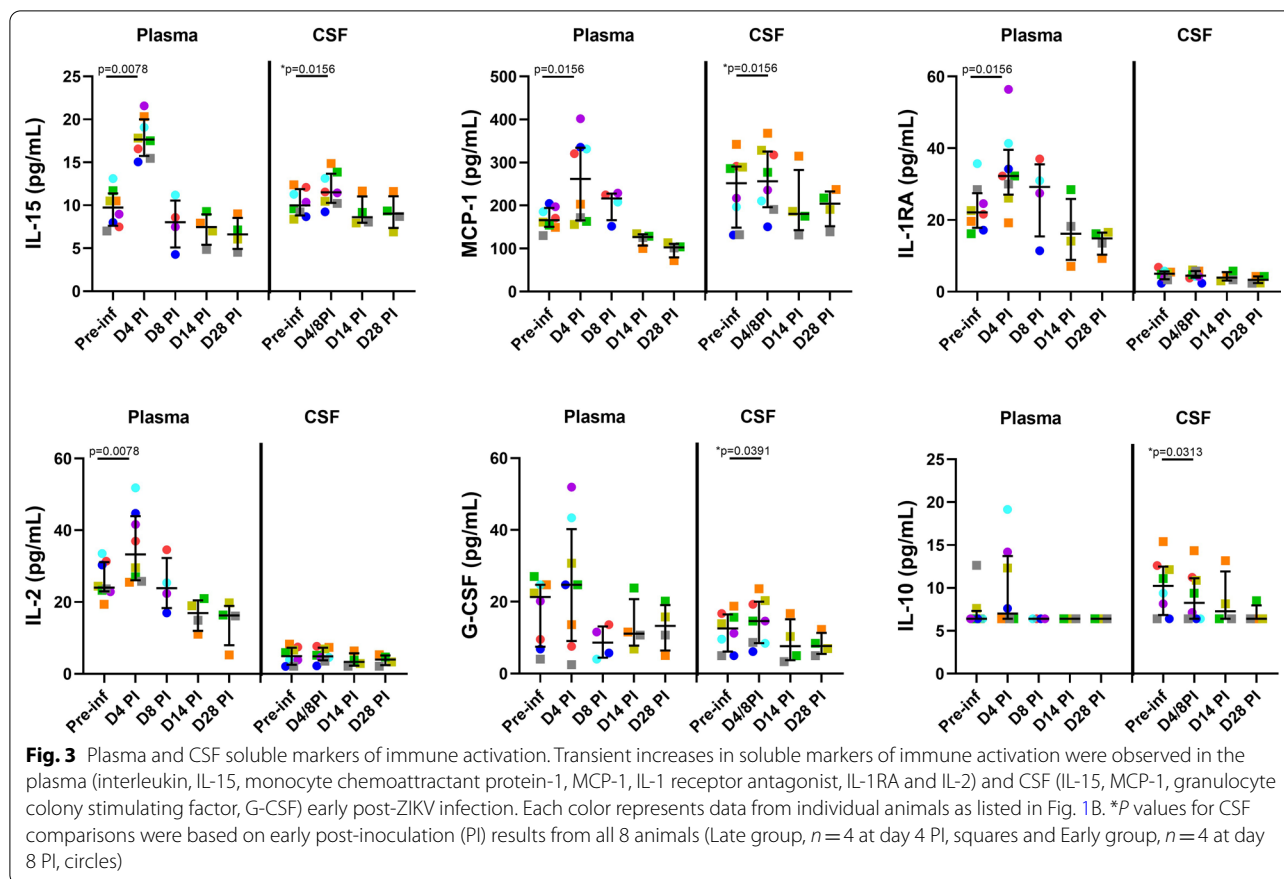 Plasma CSF
IL-15 (pg/mL)
25
20
15
10
5
0
p=0.0078
*p=0.0156
Pre-inf D4 PI D8 PI D14 PI D28 PI Pre-inf D4/8PI D14 PI D28 PI
Plasma CSF
MCP-1 (pg/mL)
500
400
300
200
100
0
p=0.0156
*p=0.0156
Pre-inf D4 PI D8 PI D14 PI D28 PI Pre-inf D4/8PI D14 PI D28 PI
Plasma CSF
IL-1RA (pg/mL)
60
40
20
0
p=0.0156
Pre-inf D4 PI D8 PI D14 PI D28 PI Pre-inf D4/8PI D14 PI D28 PI
Plasma CSF
IL-2 (pg/mL)
60
40
20
0
p=0.0078
Pre-inf D4 PI D8 PI D14 PI D28 PI Pre-inf D4/8PI D14 PI D28 PI
Plasma CSF
G-CSF (pg/mL)
60
40
20
0
*p=0.0391
Pre-inf D4 PI D8 PI D14 PI D28 PI Pre-inf D4/8PI D14 PI D28 PI
Plasma CSF
IL-10 (pg/mL)
25
20
15
10
5
0
*p=0.0313
Pre-inf D4 PI D8 PI D14 PI D28 PI Pre-inf D4/8PI D14 PI D28 PI
Fig. 3 Plasma and CSF soluble markers of immune activation. Transient increases in soluble markers of immune activation were observed in the
plasma (interleukin, IL-15, monocyte chemoattractant protein-1, MCP-1, IL-1 receptor antagonist, IL-1RA and IL-2) and CSF (IL-15, MCP-1, granulocyte
colony stimulating factor, G-CSF) early post-ZIKV infection. Each color represents data from individual animals as listed in Fig. 1B. *P values for CSF
comparisons were based on early post-inoculation (PI) results from all 8 animals (Late group, n = 4 at day 4 PI, squares and Early group, n = 4 at day
8 PI, circles)